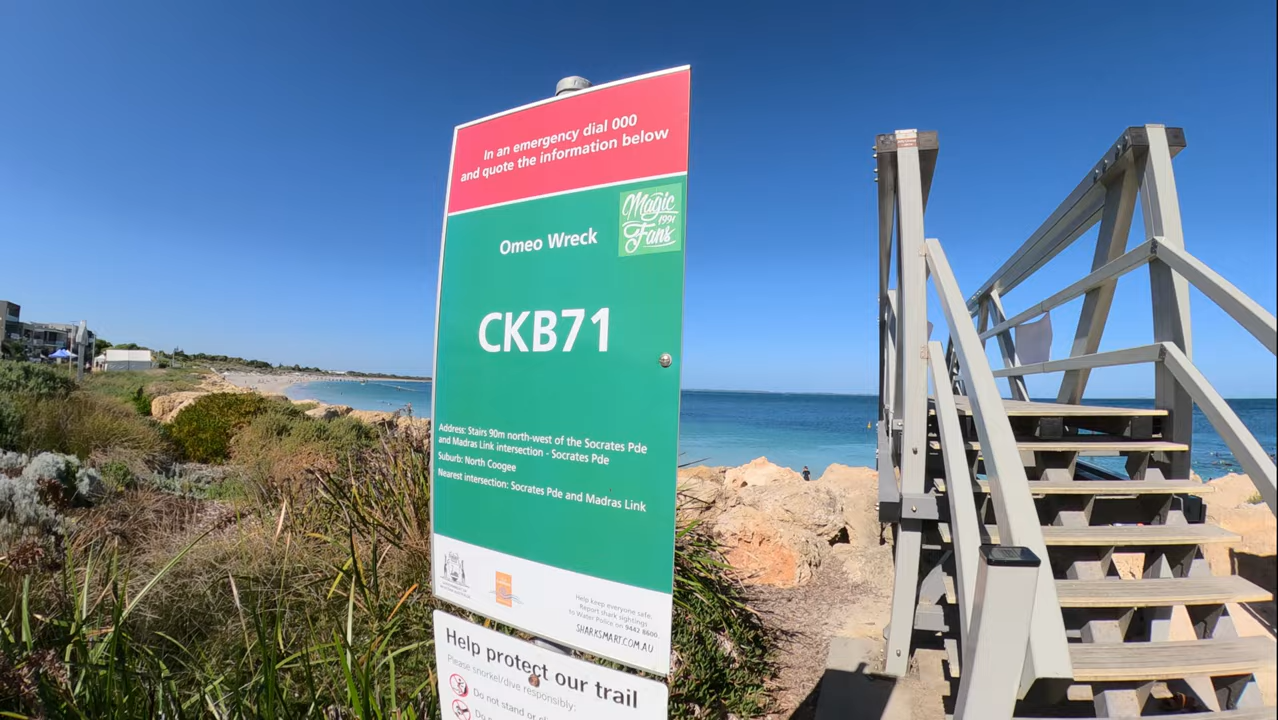 In an emergency dial 000
and quote the information below
Magic
1991
Fans
Omeo Wreck
CKB71
Address: Stairs 90m north-west of the Socrates Pde
and Madras Link intersection - Socrates Pde
Suburb: North Coogee
Nearest intersection: Socrates Pde and Madras Link
Help keep everyone safe.
Report shark sightings
to Water Police on 9442 8600.
SHARKSMART.COM.AU
Help protect our trail
Please snorkel/dive responsibly:
Do not stand or
Do